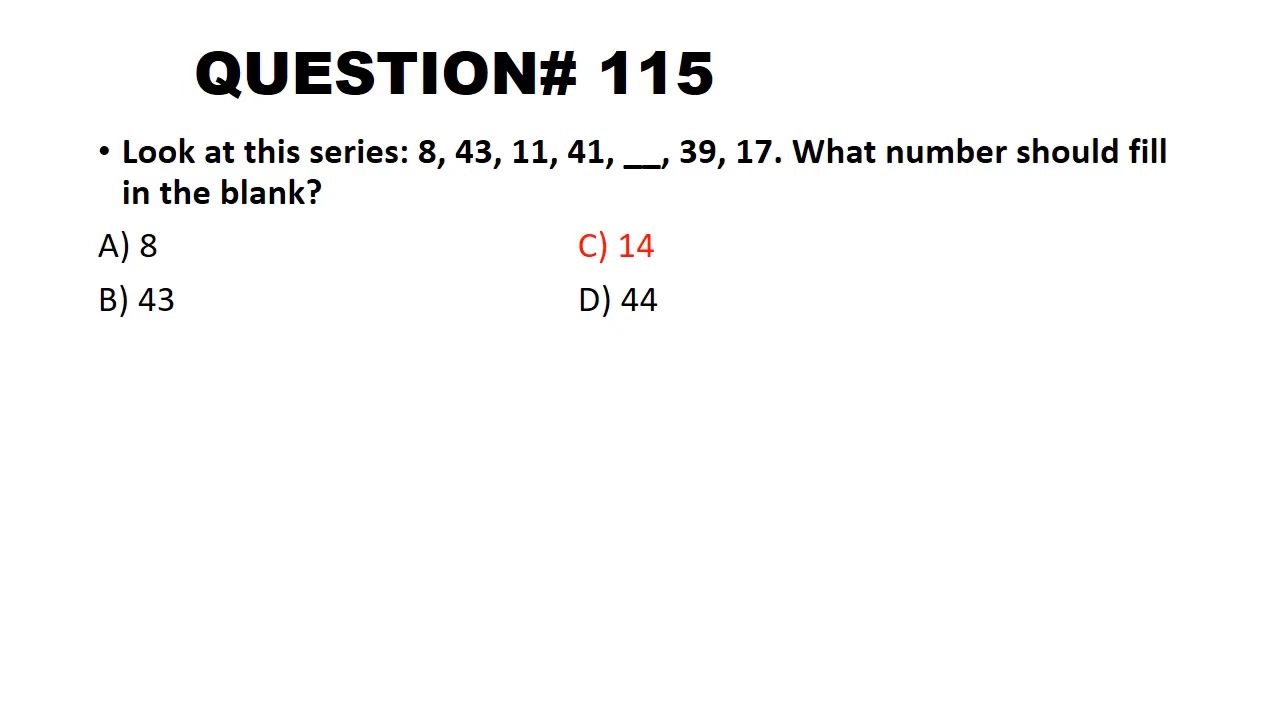 QUESTION# 115
• Look at this series: 8, 43, 11, 41, __, 39, 17. What number should fill
in the blank?
A) 8 C) 14
B) 43 D) 44